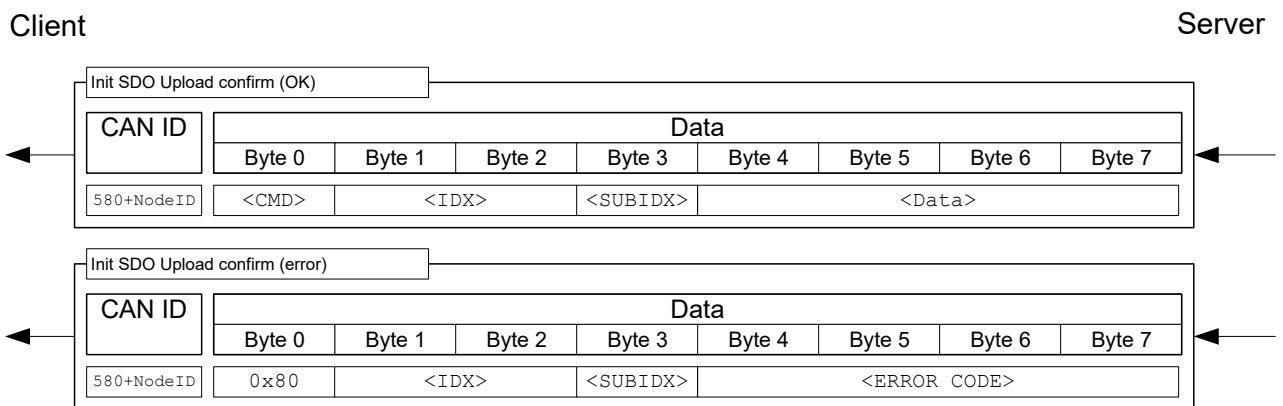 Client Server
Init SDO Upload confirm (OK)
CAN ID Data
Byte 0 Byte 1 Byte 2 Byte 3 Byte 4 Byte 5 Byte 6 Byte 7
580+NodeID <CMD> <IDX> <SUBIDX> <Data>
Init SDO Upload confirm (error)
CAN ID Data
Byte 0 Byte 1 Byte 2 Byte 3 Byte 4 Byte 5 Byte 6 Byte 7
580+NodeID 0x80 <IDX> <SUBIDX> <ERROR CODE>